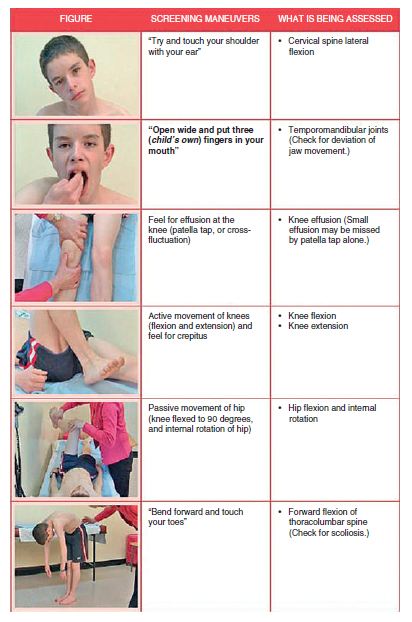 FIGURE
SCREENING MANEUVERS
WHAT IS BEING ASSESSED
“Try and touch your shoulder
with your ear”
• Cervical spine lateral
flexion
“Open wide and put three
(child’s own) fingers in your
mouth”
• Temporomandibular joints
(Check for deviation of
jaw movement.)
Feel for effusion at the
knee (patella tap, or cross-
fluctuation)
• Knee effusion (Small
effusion may be missed
by patella tap alone.)
Active movement of knees
(flexion and extension) and
feel for crepitus
• Knee flexion
• Knee extension
Passive movement of hip
(knee flexed to 90 degrees,
and internal rotation of hip)
• Hip flexion and internal
rotation
“Bend forward and touch
your toes”
• Forward flexion of
thoracolumbar spine
(Check for scoliosis.)